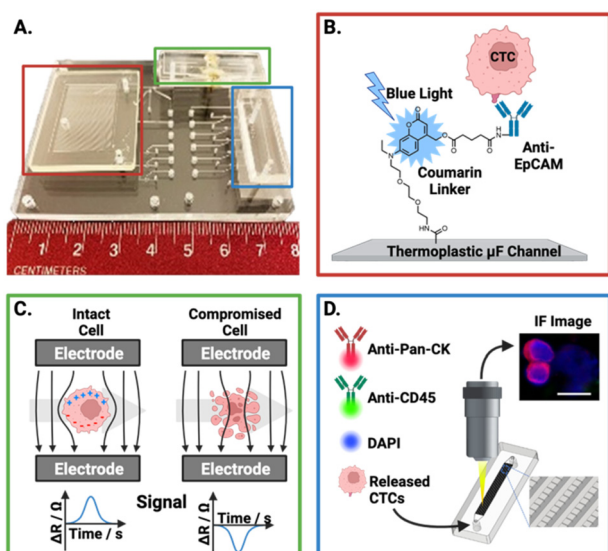 A.
1 2 3 4 5 6 7 8
CENTIMETERS
B.
CTC
Blue Light
O
O
O
O
N
H
N
O
O
Anti-
EpCAM
Coumarin
Linker
NH
O
Thermoplastic µF Channel
C.
Intact
Cell
Compromised
Cell
Electrode
Electrode
Electrode
Electrode
Signal
ΔR / Ω
Time / s
ΔR / Ω
Time / s
D.
IF Image
Anti-Pan-CK
Anti-CD45
DAPI
Released
CTCs